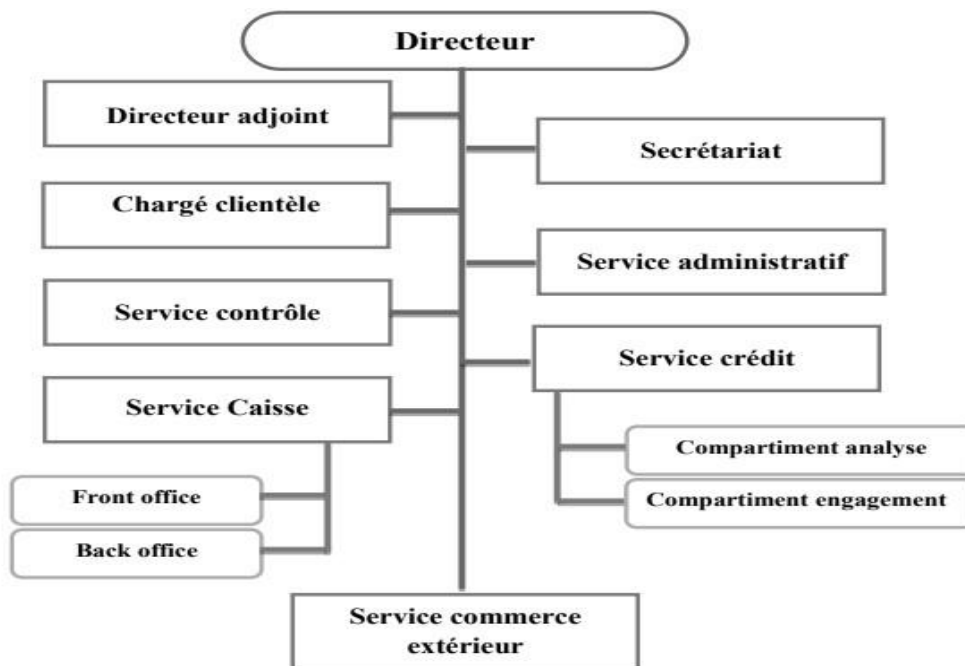 Directeur
Directeur adjoint
Secrétariat
Chargé clientèle
Service administratif
Service contrôle
Service crédit
Service Caisse
Compartiment analyse
Front office
Compartiment engagement
Back office
Service commerce
extérieur